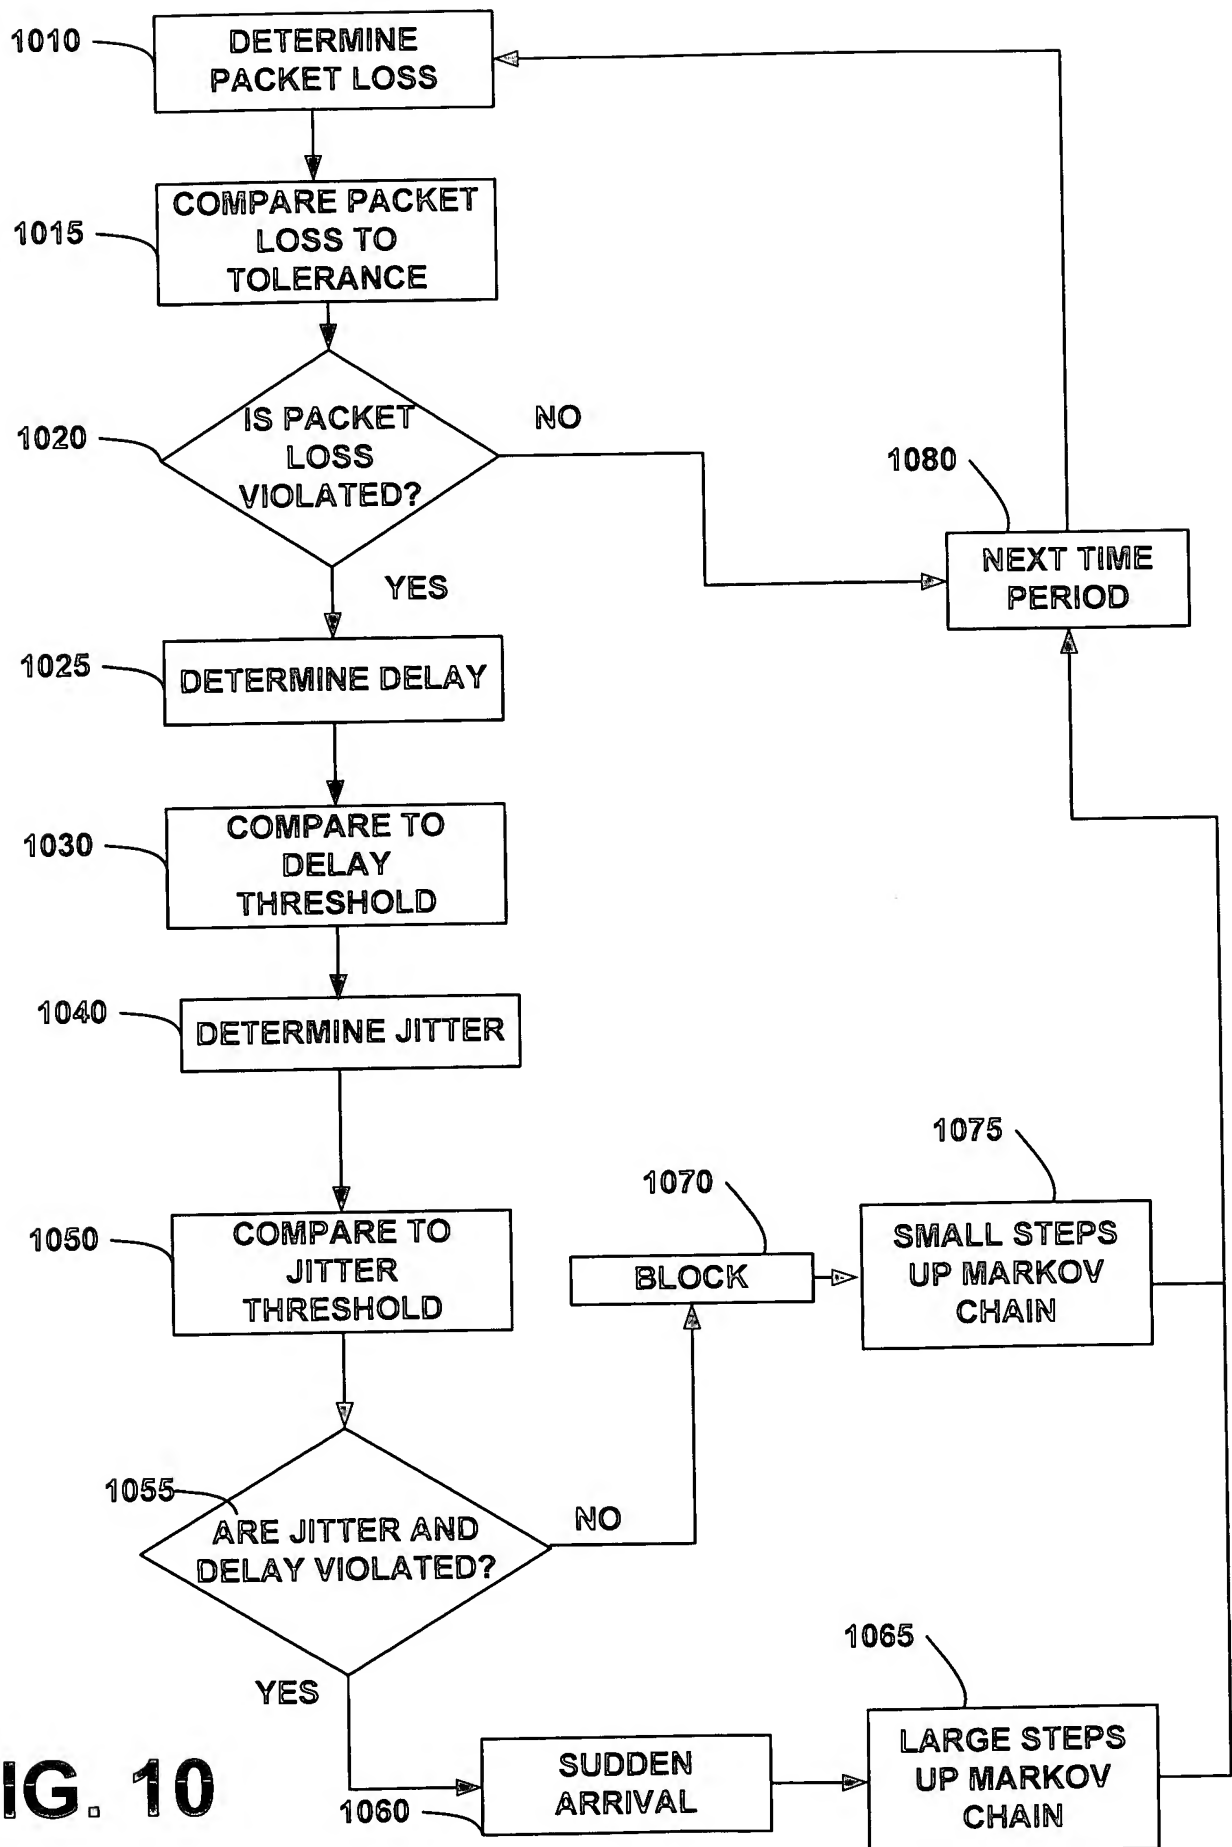 1010
DETERMINE
PACKET LOSS
1015
COMPARE PACKET
LOSS TO
TOLERANCE
1020
IS PACKET
LOSS
VIOLATED?
NO
YES
1080
NEXT TIME
PERIOD
1025
DETERMINE DELAY
1030
COMPARE TO
DELAY
THRESHOLD
1040
DETERMINE JITTER
1050
COMPARE TO
JITTER
THRESHOLD
1070
BLOCK
1075
SMALL STEPS
UP MARKOV
CHAIN
1055
ARE JITTER AND
DELAY VIOLATED?
NO
YES
1060
SUDDEN
ARRIVAL
1065
LARGE STEPS
UP MARKOV
CHAIN
IG. 10